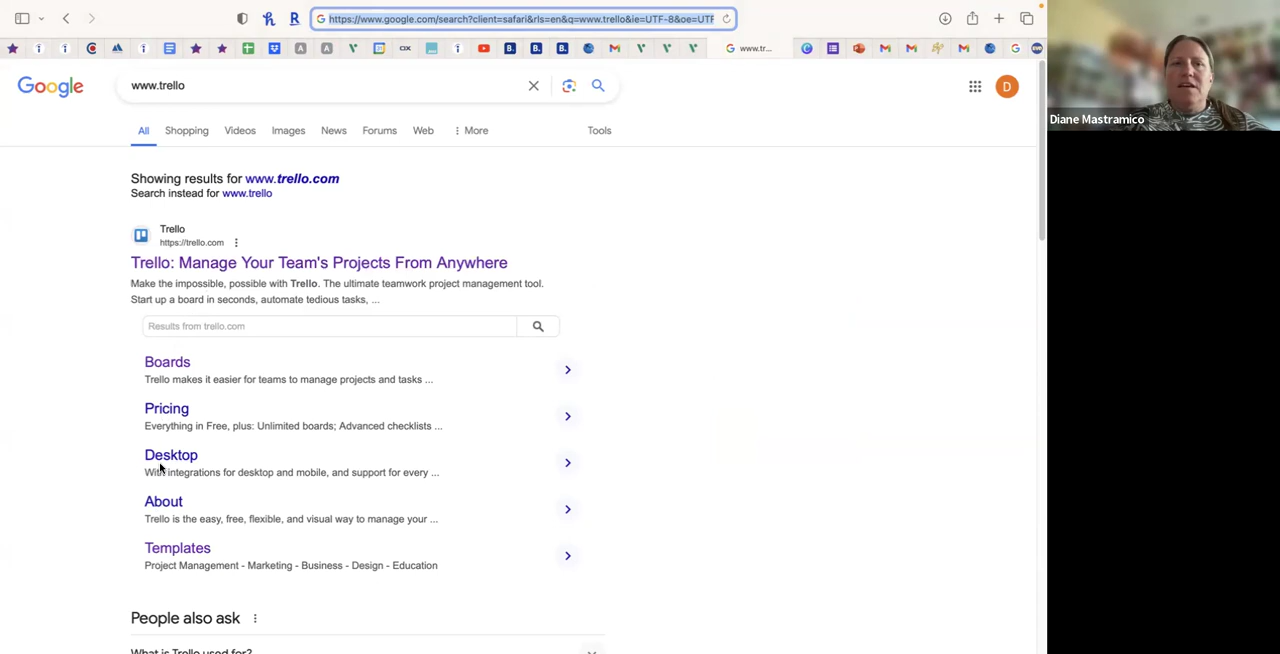 https://www.google.com/search?client=safari&rls=en&q=www.trello&ie=UTF-8&oe=UTF
www.tr...
Google
www.trello
D
Diane Mastramico
All
Shopping
Videos
Images
News
Forums
Web
More
Tools
Showing results for www.trello.com
Search instead for www.trello
Trello
https://trello.com
Trello: Manage Your Team's Projects From Anywhere
Make the impossible, possible with Trello. The ultimate teamwork project management tool.
Start up a board in seconds, automate tedious tasks, ...
Results from trello.com
Boards
Trello makes it easier for teams to manage projects and tasks ...
Pricing
Everything in Free, plus: Unlimited boards; Advanced checklists ...
Desktop
With integrations for desktop and mobile, and support for every ...
About
Trello is the easy, free, flexible, and visual way to manage your ...
Templates
Project Management - Marketing - Business - Design - Education
People also ask
What is Trello used for?